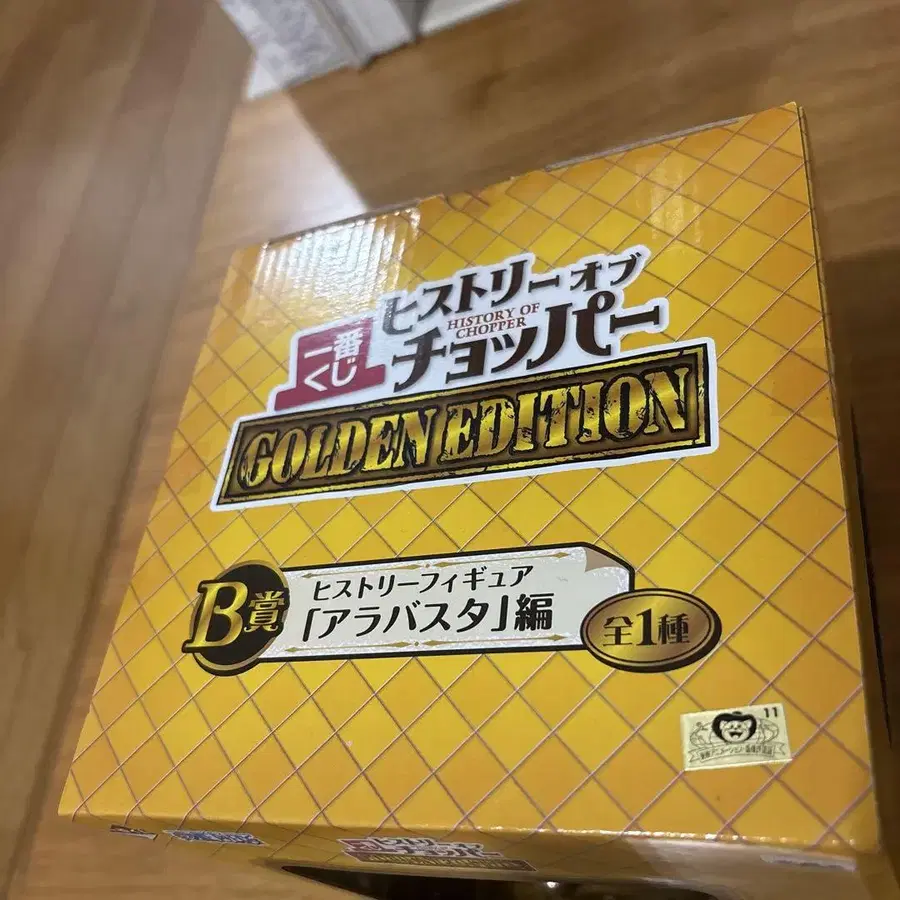 一番くじ
ヒストリーオブ
HISTORY OF
CHOPPER
チョッパー
GOLDEN EDITION
B賞
ヒストリーフィギュア
「アラバスタ」編
全1種
11